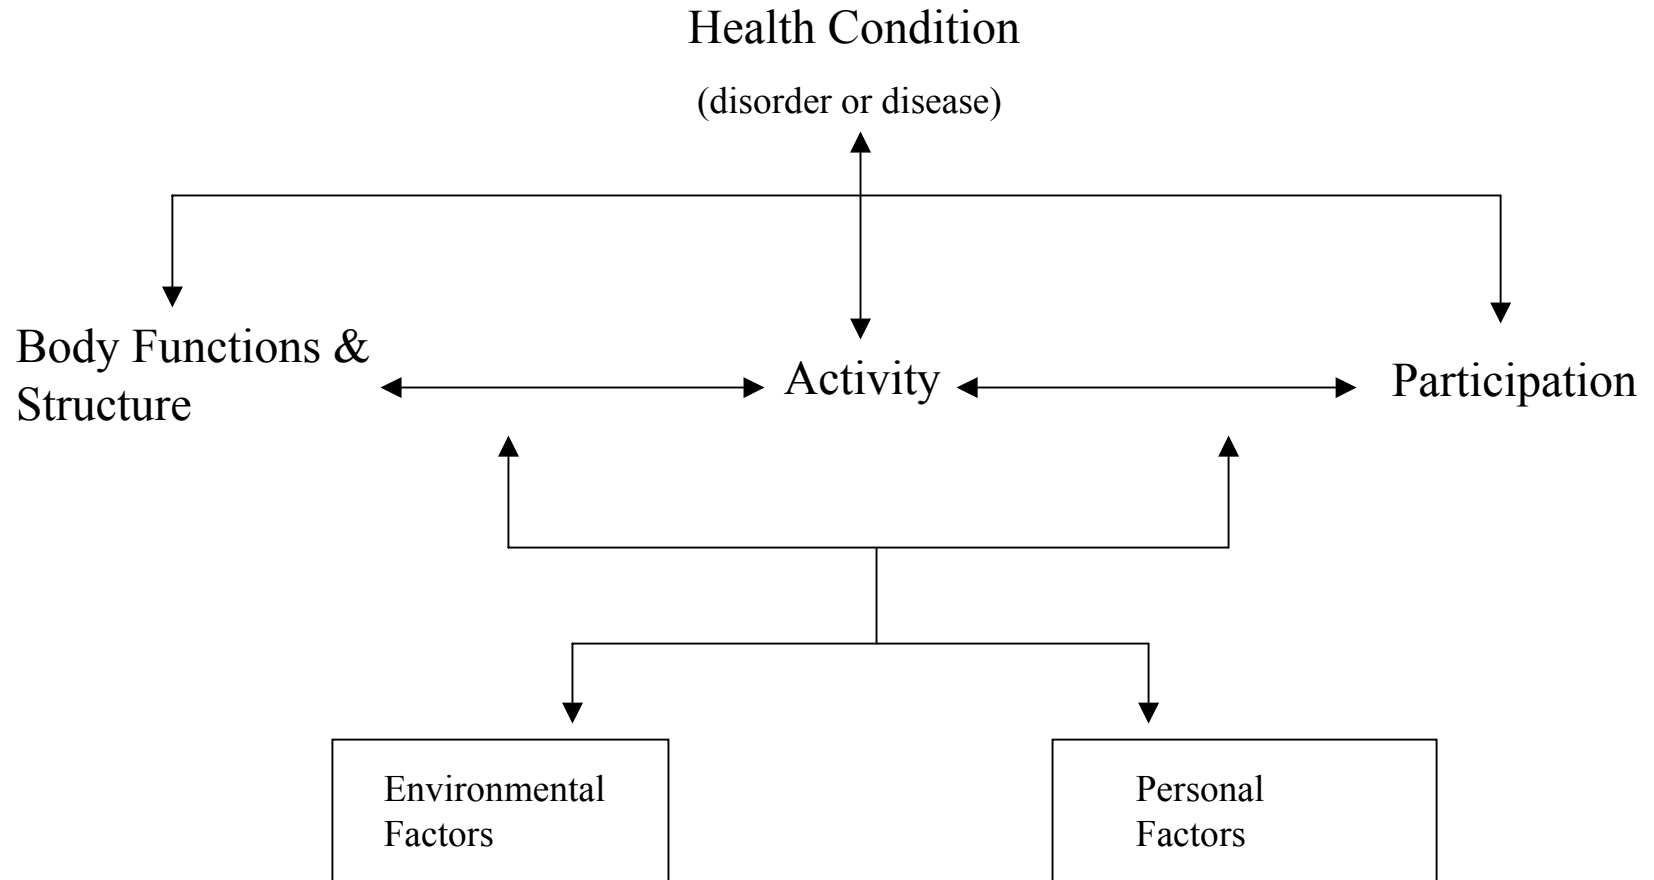 Health Condition
(disorder or disease)
Body Functions &
Structure
Activity
Participation
Environmental
Factors
Personal
Factors